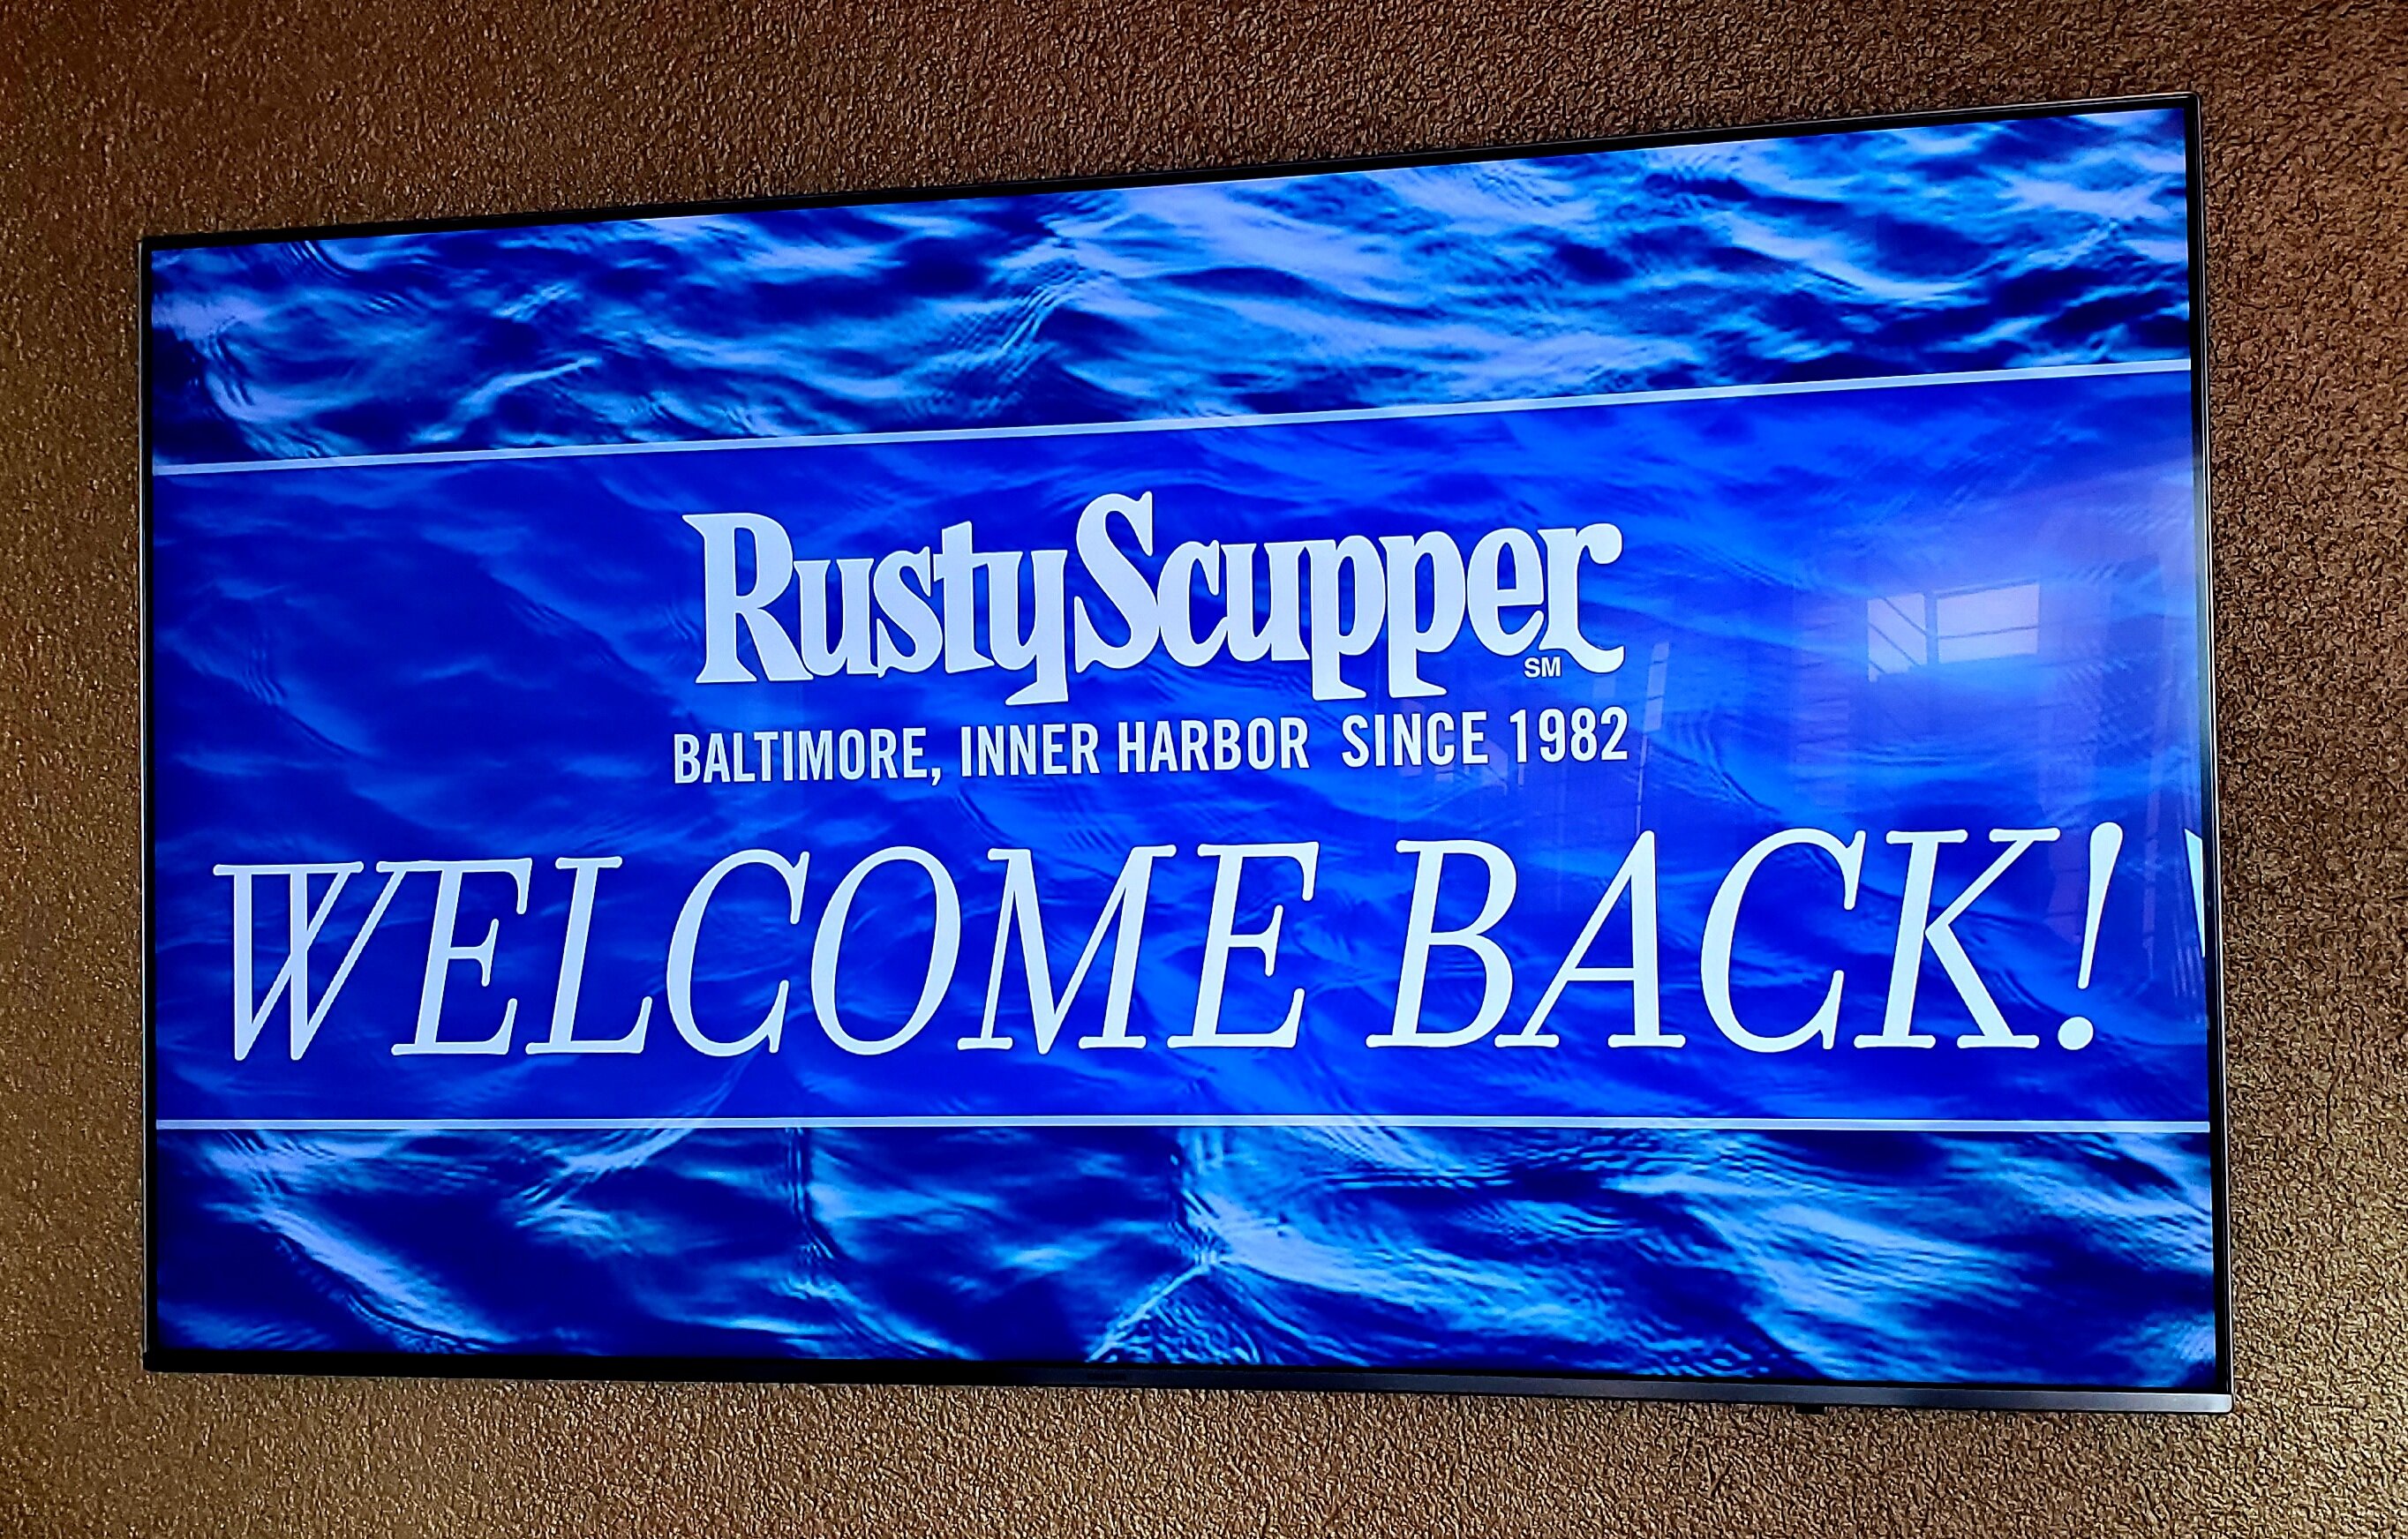 RustyScupper
SM
BALTIMORE, INNER HARBOR SINCE 1982
WELCOME BACK!